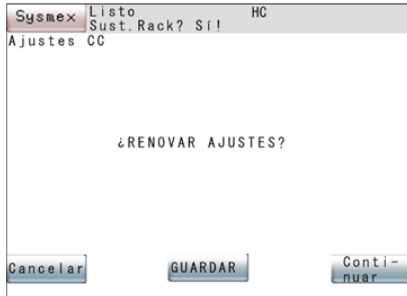 Sysmex
Listo HC
Sust.Rack? Sí!
Ajustes CC
¿RENOVAR AJUSTES?
Cancelar
GUARDAR
Conti-
nuar